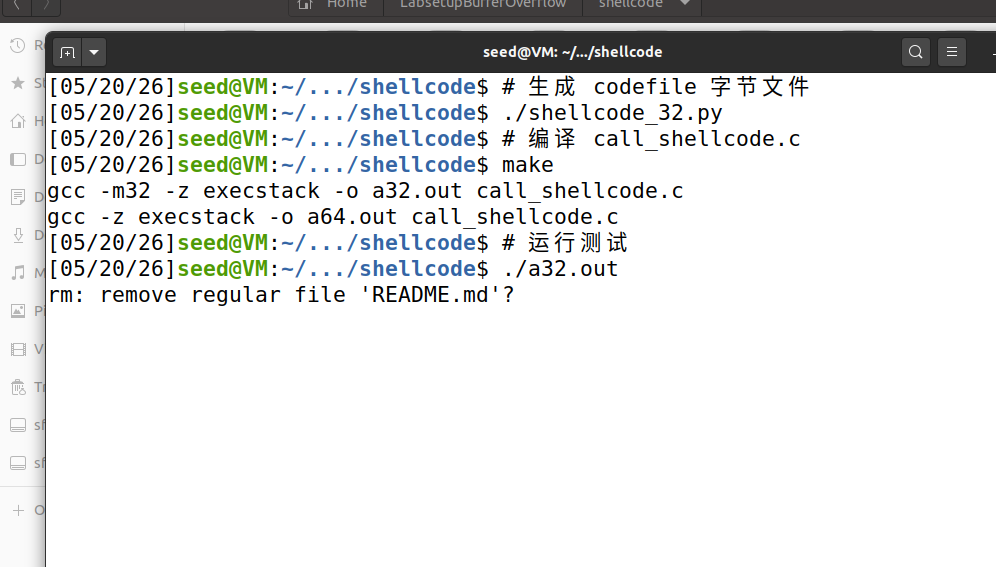 Home
LabsetupBufferOverflow
shellcode
seed@VM: ~/.../shellcode
[05/20/26]seed@VM:~/.../shellcode$ # 生成 codefile 字节文件
[05/20/26]seed@VM:~/.../shellcode$ ./shellcode_32.py
[05/20/26]seed@VM:~/.../shellcode$ # 编译 call_shellcode.c
[05/20/26]seed@VM:~/.../shellcode$ make
gcc -m32 -z execstack -o a32.out call_shellcode.c
gcc -z execstack -o a64.out call_shellcode.c
[05/20/26]seed@VM:~/.../shellcode$ # 运行测试
[05/20/26]seed@VM:~/.../shellcode$ ./a32.out
rm: remove regular file 'README.md'?